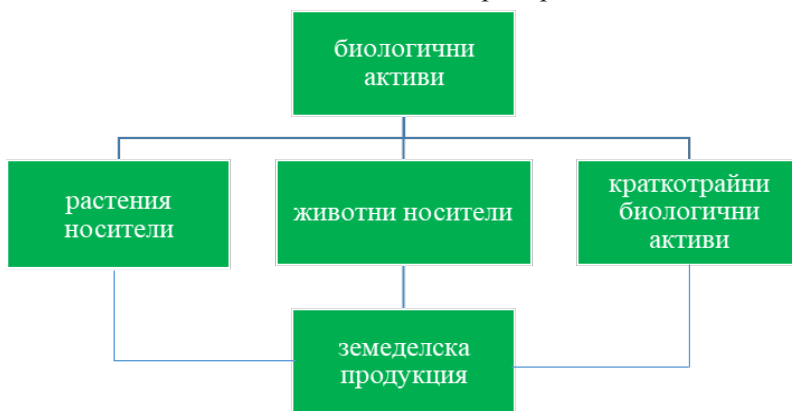 биологични
активи
растения
носители
животни носители
краткотрайни
биологични
активи
земеделска
продукция